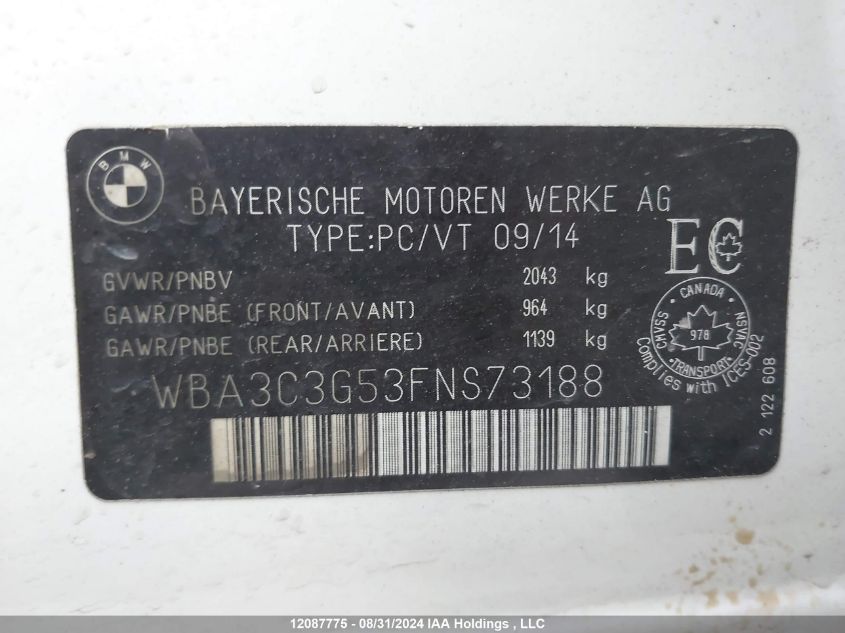 BMW
BAYERISCHE MOTOREN WERKE AG
TYPE:PC/VT 09/14
EC
GVWR/PNBV 2043 kg
GAWR/PNBE (FRONT/AVANT) 964 kg
GAWR/PNBE (REAR/ARRIERE) 1139 kg
WBA3C3G53FNS73188
· CANADA ·
CMVSS
978
NSVAC
· TRANSPORT ·
Complies with ICES-002
2 122 608
12087775 - 08/31/2024 IAA Holdings , LLC